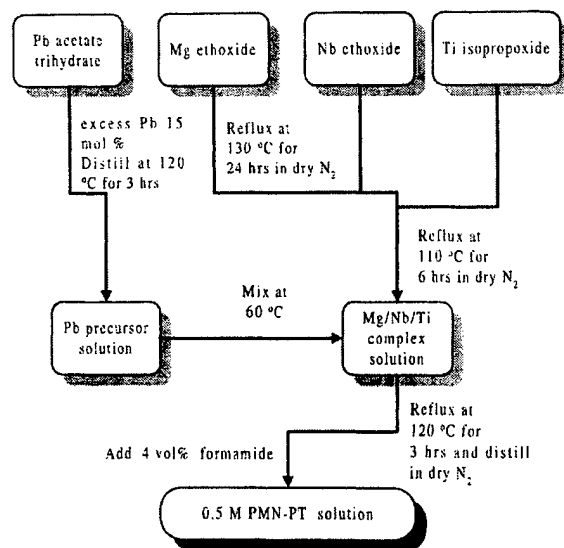 Pb acetate
trihydrate
Mg ethoxide
Nb ethoxide
Ti isopropoxide
excess Pb 15
mol %
Distill at 120
°C for 3 hrs
Reflux at
130 °C for
24 hrs in dry N2
Reflux at
110 °C for
6 hrs in dry N2
Pb precursor
solution
Mix at
60 °C
Mg/Nb/Ti
complex
solution
Reflux at
120 °C for
3 hrs and distill
in dry N2
Add 4 vol% formamide
0.5 M PMN-PT solution